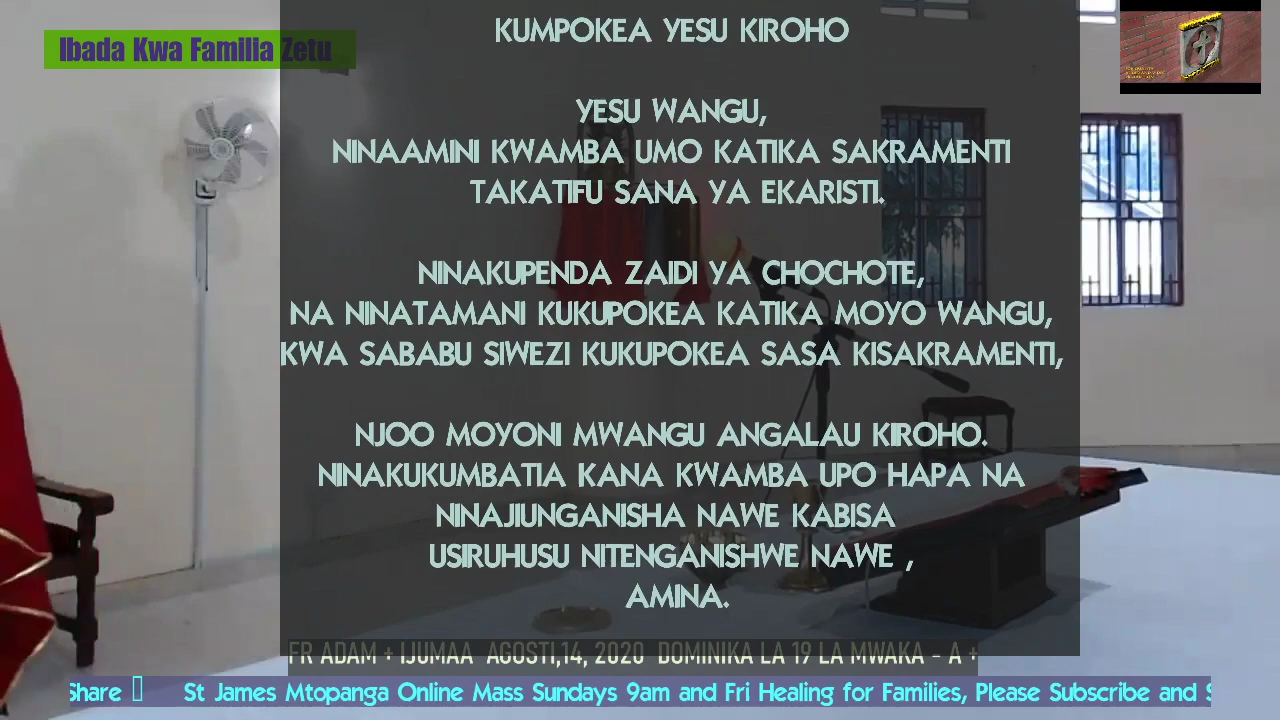 Ibada Kwa Familia Zetu
KUMPOKEA YESU KIROHO
YESU WANGU,
NINAAMINI KWAMBA UMO KATIKA SAKRAMENTI
TAKATIFU SANA YA EKARISTI.
NINAKUPENDA ZAIDI YA CHOCHOTE,
NA NINATAMANI KUKUPOKEA KATIKA MOYO WANGU,
KWA SABABU SIWEZI KUKUPOKEA SASA KISAKRAMENTI,
NJOO MOYONI MWANGU ANGALAU KIROHO.
NINAKUKUMBATIA KANA KWAMBA UPO HAPA NA
NINAJIUNGANISHA NAWE KABISA
USIRUHUSU NITENGANISHWE NAWE ,
AMINA.
FR ADAM + IJUMAA AGOSTI,14, 2020 DOMINIKA LA 19 LA MWAKA - A +
Share St James Mtopanga Online Mass Sundays 9am and Fri Healing for Families, Please Subscribe and S